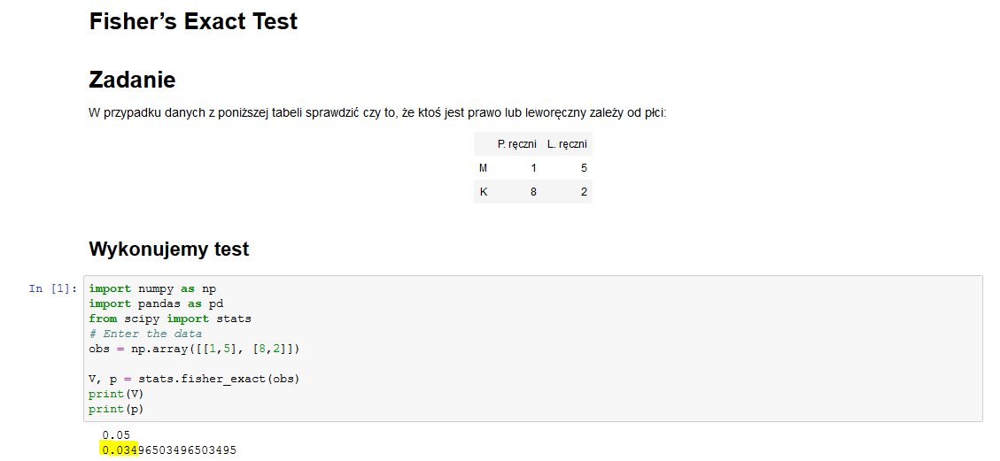 Fisher’s Exact Test
Zadanie
W przypadku danych z poniższej tabeli sprawdzić czy to, że ktoś jest prawo lub leworęczny zależy od płci:
P. ręczni L. ręczni
M 1 5
K 8 2
Wykonujemy test
In [1]: import numpy as np
import pandas as pd
from scipy import stats
# Enter the data
obs = np.array([[1,5], [8,2]])
V, p = stats.fisher_exact(obs)
print(V)
print(p)
0.05
0.03496503496503495